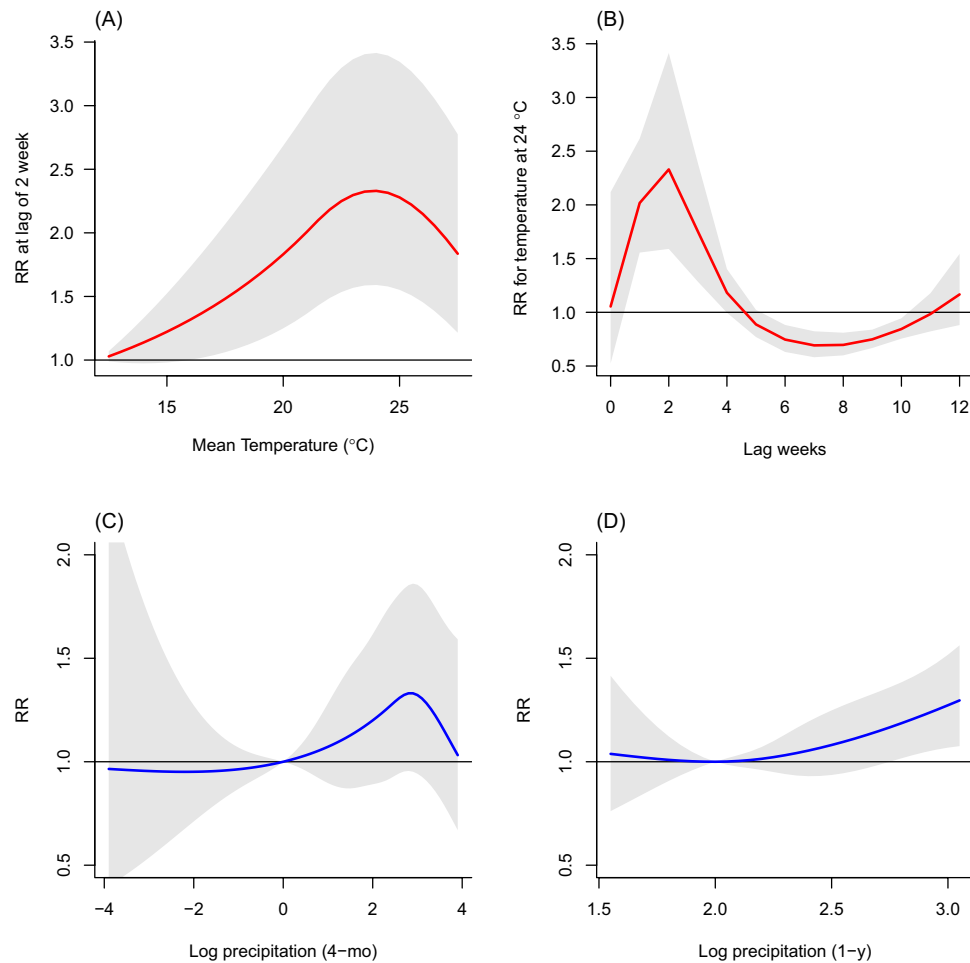 (A)
RR at lag of 2 week
3.5
3.0
2.5
2.0
1.5
1.0
15 20 25
Mean Temperature (°C)
(B)
RR for temperature at 24 °C
3.5
3.0
2.5
2.0
1.5
1.0
0.5
0 2 4 6 8 10 12
Lag weeks
(C)
RR
2.0
1.5
1.0
0.5
−4 −2 0 2 4
Log precipitation (4−mo)
(D)
RR
2.0
1.5
1.0
0.5
1.5 2.0 2.5 3.0
Log precipitation (1−y)